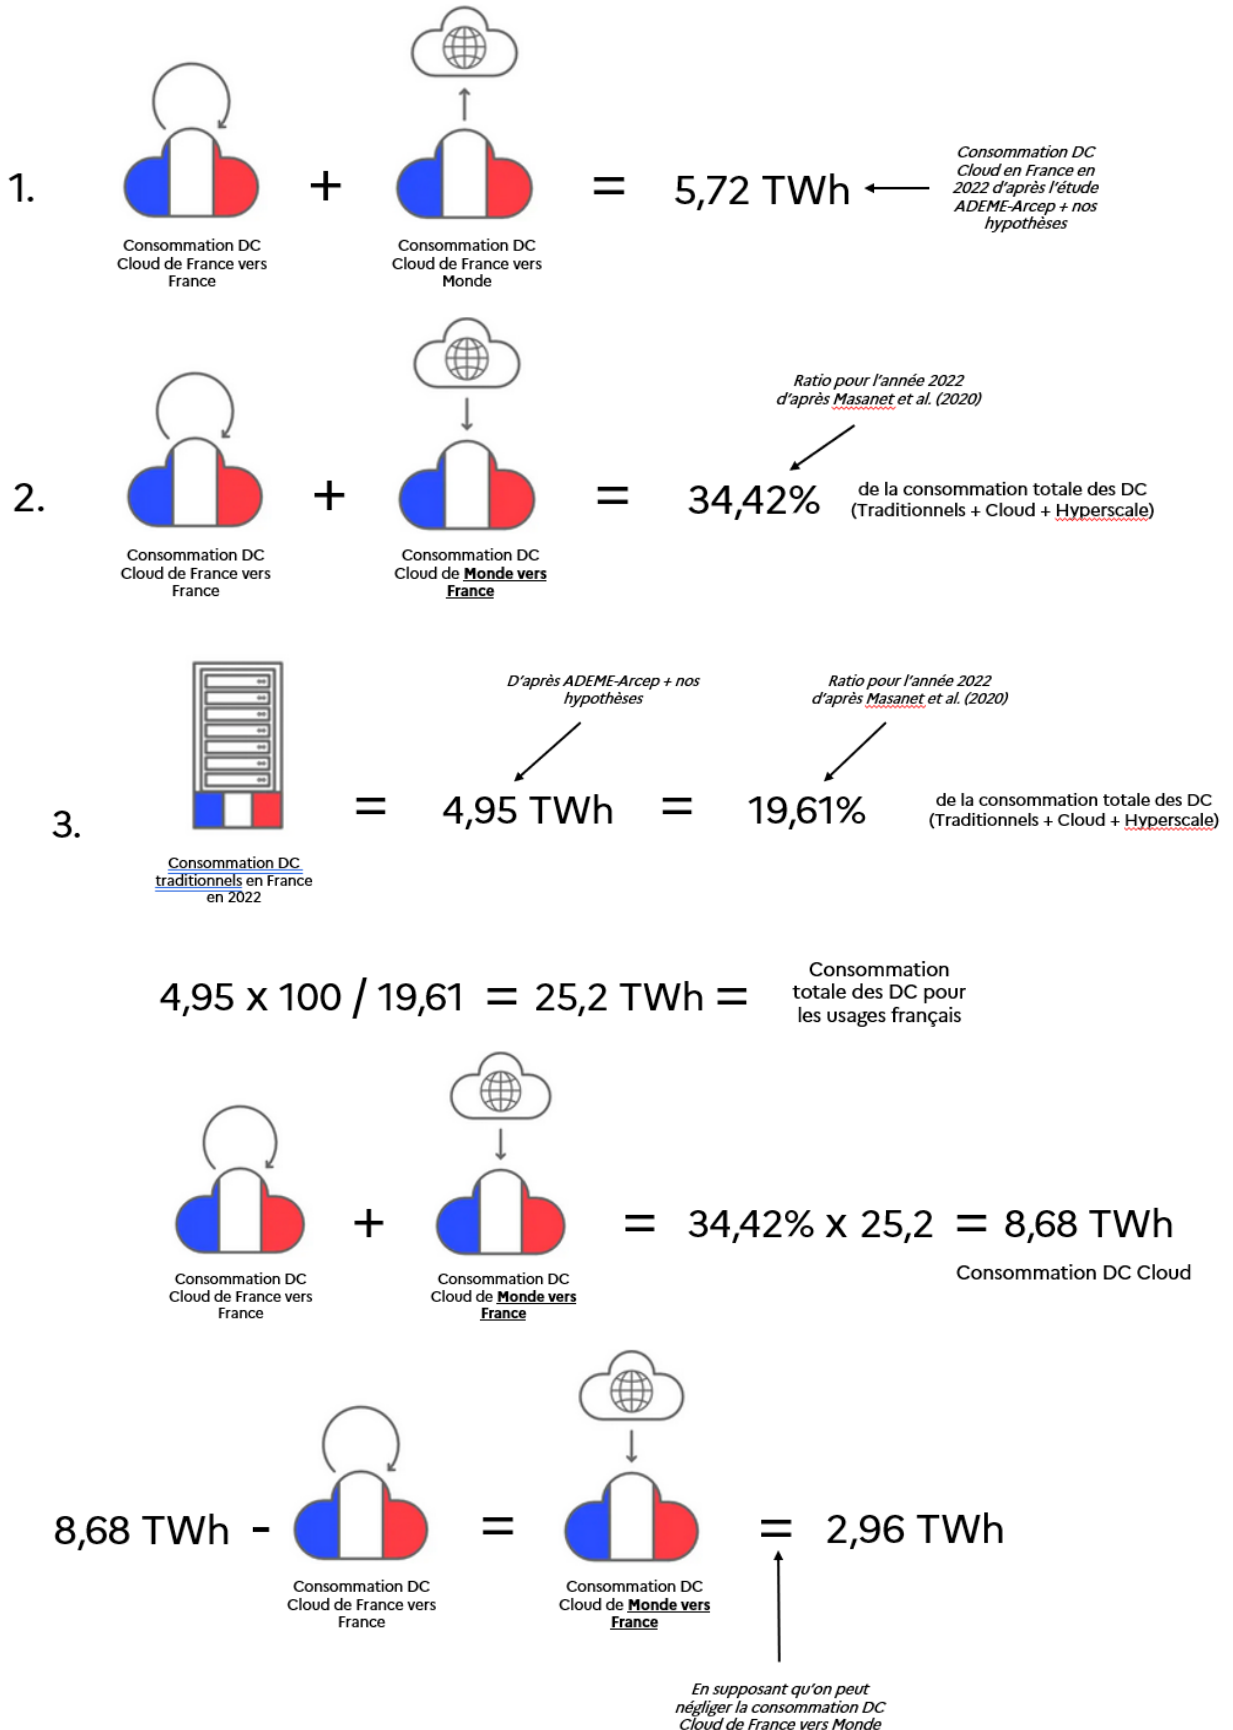 1.
+
=
5,72 TWh
Consommation DC
Cloud en France en
2022 d'après l'étude
ADEME-Arcep + nos
hypothèses
Consommation DC
Cloud de France vers
France
Consommation DC
Cloud de France vers
Monde
2.
+
=
34,42%
Ratio pour l'année 2022
d'après Masanet et al. (2020)
de la consommation totale des DC
(Traditionnels + Cloud + Hyperscale)
Consommation DC
Cloud de France vers
France
Consommation DC
Cloud de Monde vers
France
3.
D'après ADEME-Arcep + nos
hypothèses
Ratio pour l'année 2022
d'après Masanet et al. (2020)
= 4,95 TWh = 19,61%
de la consommation totale des DC
(Traditionnels + Cloud + Hyperscale)
Consommation DC
traditionnels en France
en 2022
4,95 x 100 / 19,61 = 25,2 TWh =
Consommation
totale des DC pour
les usages français
+
= 34,42% x 25,2 = 8,68 TWh
Consommation DC Cloud
Consommation DC
Cloud de France vers
France
Consommation DC
Cloud de Monde vers
France
8,68 TWh -
=
= 2,96 TWh
Consommation DC
Cloud de France vers
France
Consommation DC
Cloud de Monde vers
France
En supposant qu'on peut
négliger la consommation DC
Cloud de France vers Monde